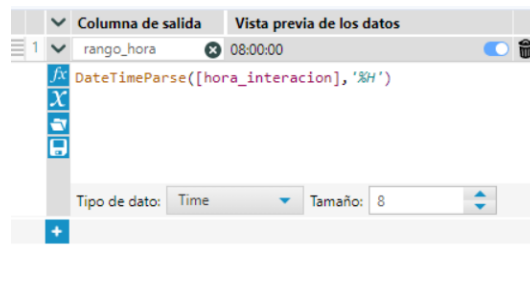 Columna de salida Vista previa de los datos
1 rango_hora 08:00:00
fx DateTimeParse([hora_interacion],'%H')
x
Tipo de dato: Time Tamaño: 8
+